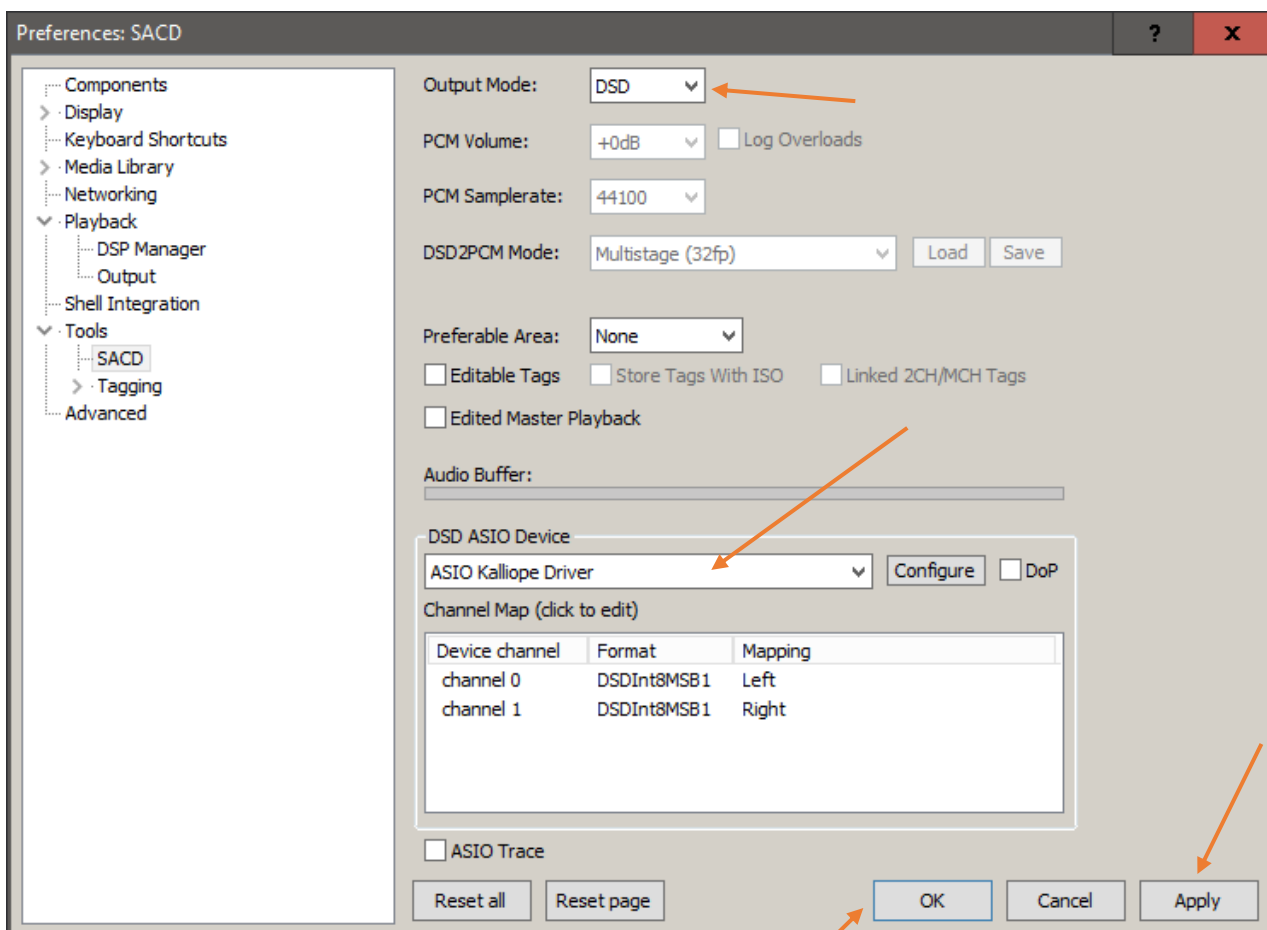 Preferences: SACD ? x
Components
Display
Keyboard Shortcuts
Media Library
Networking
Playback
DSP Manager
Output
Shell Integration
Tools
SACD
Tagging
Advanced
Output Mode: DSD
PCM Volume: +0dB Log Overloads
PCM Samplerate: 44100
DSD2PCM Mode: Multistage (32fp) Load Save
Preferable Area: None
Editable Tags Store Tags With ISO Linked 2CH/MCH Tags
Edited Master Playback
Audio Buffer:
DSD ASIO Device
ASIO Kalliope Driver Configure DoP
Channel Map (click to edit)
Device channel Format Mapping
channel 0 DSDInt8MSB1 Left
channel 1 DSDInt8MSB1 Right
ASIO Trace
Reset all Reset page OK Cancel Apply